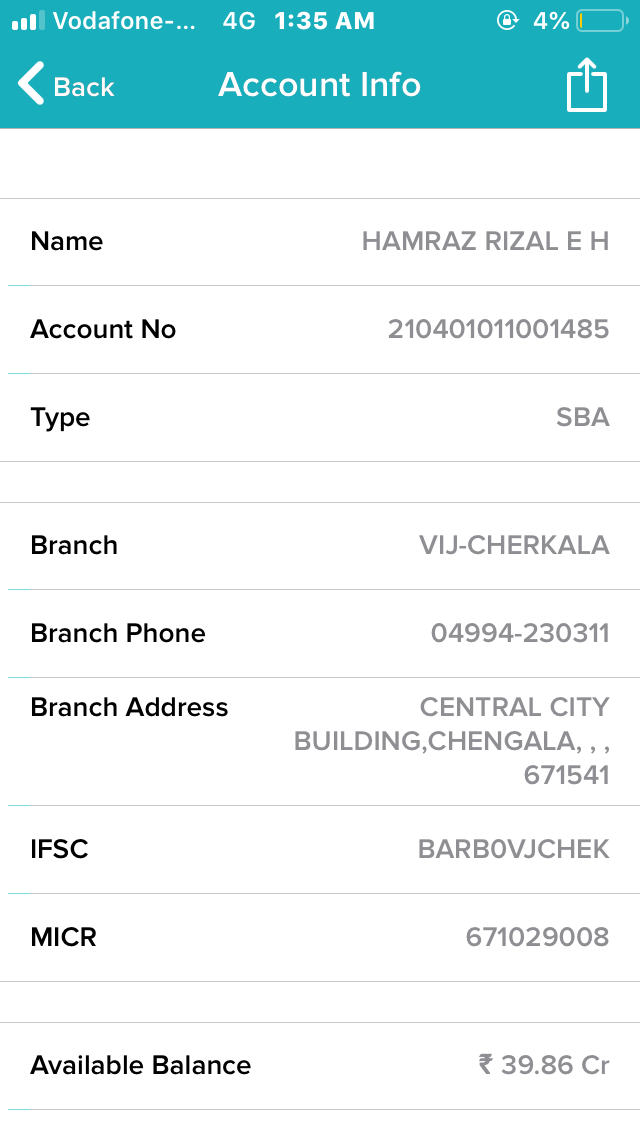 Vodafone-... 4G 1:35 AM 4%
Back Account Info
Name HAMRAZ RIZAL E H
Account No 210401011001485
Type SBA
Branch VIJ-CHERKALA
Branch Phone 04994-230311
Branch Address CENTRAL CITY
BUILDING,CHENGALA, , ,
671541
IFSC BARB0VJCHEK
MICR 671029008
Available Balance ₹ 39.86 Cr